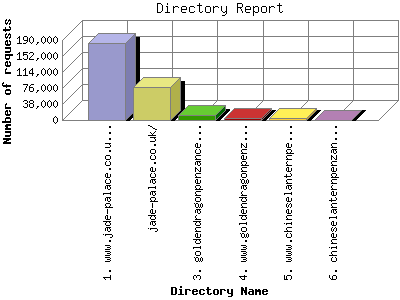 Directory Report
Number of requests
190,000
152,000
114,000
76,000
38,000
0
1. www.jade-palace.co.u...
jade-palace.co.uk/
3. goldendragonpenzance...
4. www.goldendragonpenz...
5. www.chineselanternpe...
6. chineselanternpenzan...
Directory Name